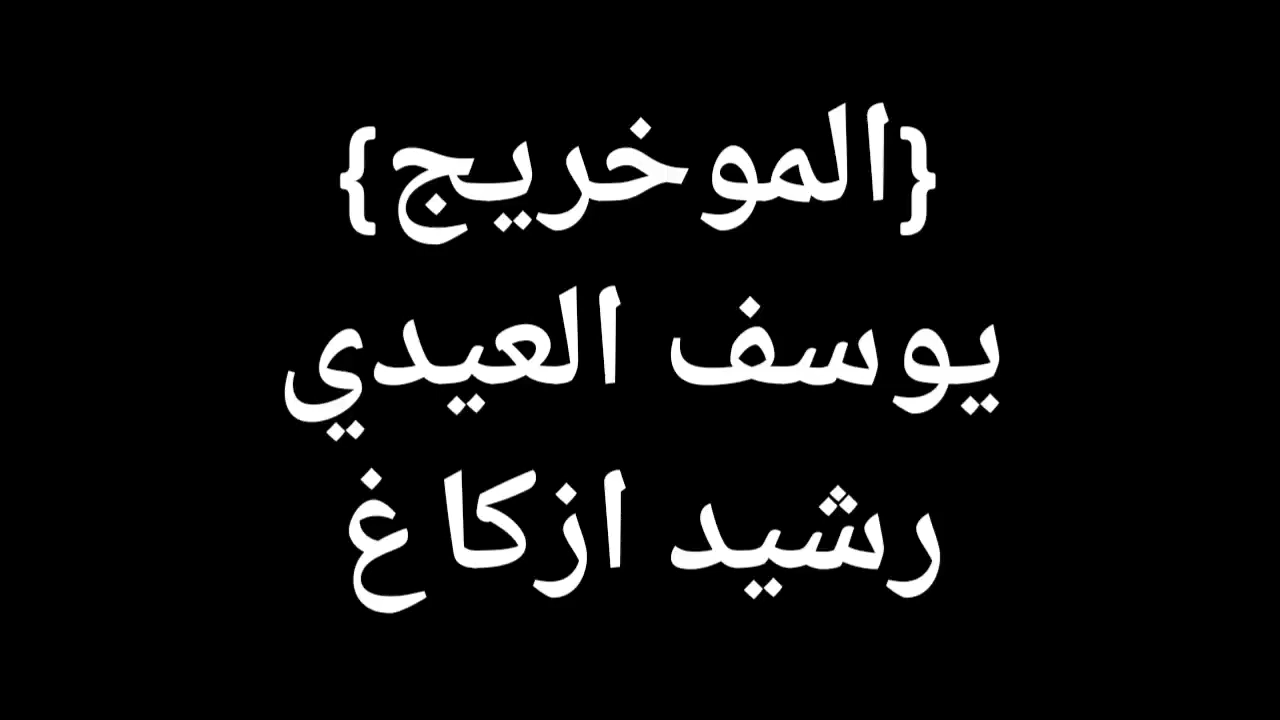 {الموخريج}
يوسف العيدي
رشيد ازكاغ